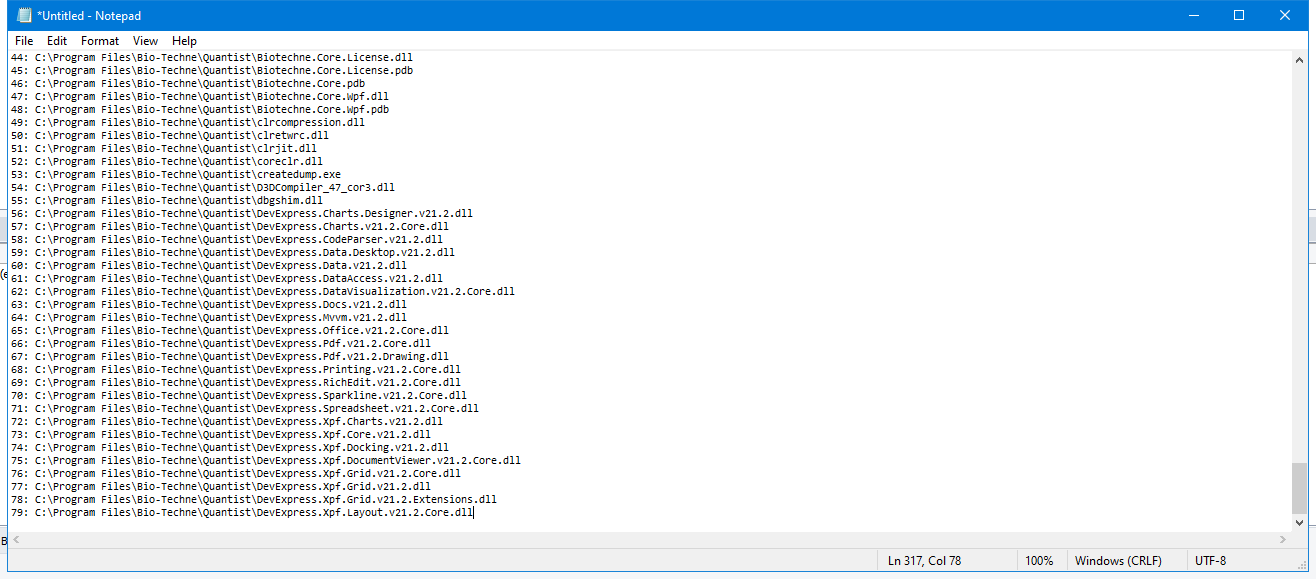 *Untitled - Notepad
File Edit Format View Help
44: C:\Program Files\Bio-Techne\Quantist\Biotechne.Core.License.dll
45: C:\Program Files\Bio-Techne\Quantist\Biotechne.Core.License.pdb
46: C:\Program Files\Bio-Techne\Quantist\Biotechne.Core.pdb
47: C:\Program Files\Bio-Techne\Quantist\Biotechne.Core.Wpf.dll
48: C:\Program Files\Bio-Techne\Quantist\Biotechne.Core.Wpf.pdb
49: C:\Program Files\Bio-Techne\Quantist\clrcompression.dll
50: C:\Program Files\Bio-Techne\Quantist\clretwrc.dll
51: C:\Program Files\Bio-Techne\Quantist\clrjit.dll
52: C:\Program Files\Bio-Techne\Quantist\coreclr.dll
53: C:\Program Files\Bio-Techne\Quantist\createdump.exe
54: C:\Program Files\Bio-Techne\Quantist\D3DCompiler_47_cor3.dll
55: C:\Program Files\Bio-Techne\Quantist\dbgshim.dll
56: C:\Program Files\Bio-Techne\Quantist\DevExpress.Charts.Designer.v21.2.dll
57: C:\Program Files\Bio-Techne\Quantist\DevExpress.Charts.v21.2.Core.dll
58: C:\Program Files\Bio-Techne\Quantist\DevExpress.CodeParser.v21.2.dll
59: C:\Program Files\Bio-Techne\Quantist\DevExpress.Data.Desktop.v21.2.dll
60: C:\Program Files\Bio-Techne\Quantist\DevExpress.Data.v21.2.dll
61: C:\Program Files\Bio-Techne\Quantist\DevExpress.DataAccess.v21.2.dll
62: C:\Program Files\Bio-Techne\Quantist\DevExpress.DataVisualization.v21.2.Core.dll
63: C:\Program Files\Bio-Techne\Quantist\DevExpress.Docs.v21.2.dll
64: C:\Program Files\Bio-Techne\Quantist\DevExpress.Mvvm.v21.2.dll
65: C:\Program Files\Bio-Techne\Quantist\DevExpress.Office.v21.2.Core.dll
66: C:\Program Files\Bio-Techne\Quantist\DevExpress.Pdf.v21.2.Core.dll
67: C:\Program Files\Bio-Techne\Quantist\DevExpress.Pdf.v21.2.Drawing.dll
68: C:\Program Files\Bio-Techne\Quantist\DevExpress.Printing.v21.2.Core.dll
69: C:\Program Files\Bio-Techne\Quantist\DevExpress.RichEdit.v21.2.Core.dll
70: C:\Program Files\Bio-Techne\Quantist\DevExpress.Sparkline.v21.2.Core.dll
71: C:\Program Files\Bio-Techne\Quantist\DevExpress.Spreadsheet.v21.2.Core.dll
72: C:\Program Files\Bio-Techne\Quantist\DevExpress.Xpf.Charts.v21.2.dll
73: C:\Program Files\Bio-Techne\Quantist\DevExpress.Xpf.Core.v21.2.dll
74: C:\Program Files\Bio-Techne\Quantist\DevExpress.Xpf.Docking.v21.2.dll
75: C:\Program Files\Bio-Techne\Quantist\DevExpress.Xpf.DocumentViewer.v21.2.Core.dll
76: C:\Program Files\Bio-Techne\Quantist\DevExpress.Xpf.Grid.v21.2.Core.dll
77: C:\Program Files\Bio-Techne\Quantist\DevExpress.Xpf.Grid.v21.2.dll
78: C:\Program Files\Bio-Techne\Quantist\DevExpress.Xpf.Grid.v21.2.Extensions.dll
79: C:\Program Files\Bio-Techne\Quantist\DevExpress.Xpf.Layout.v21.2.Core.dll
Ln 317, Col 78 100% Windows (CRLF) UTF-8